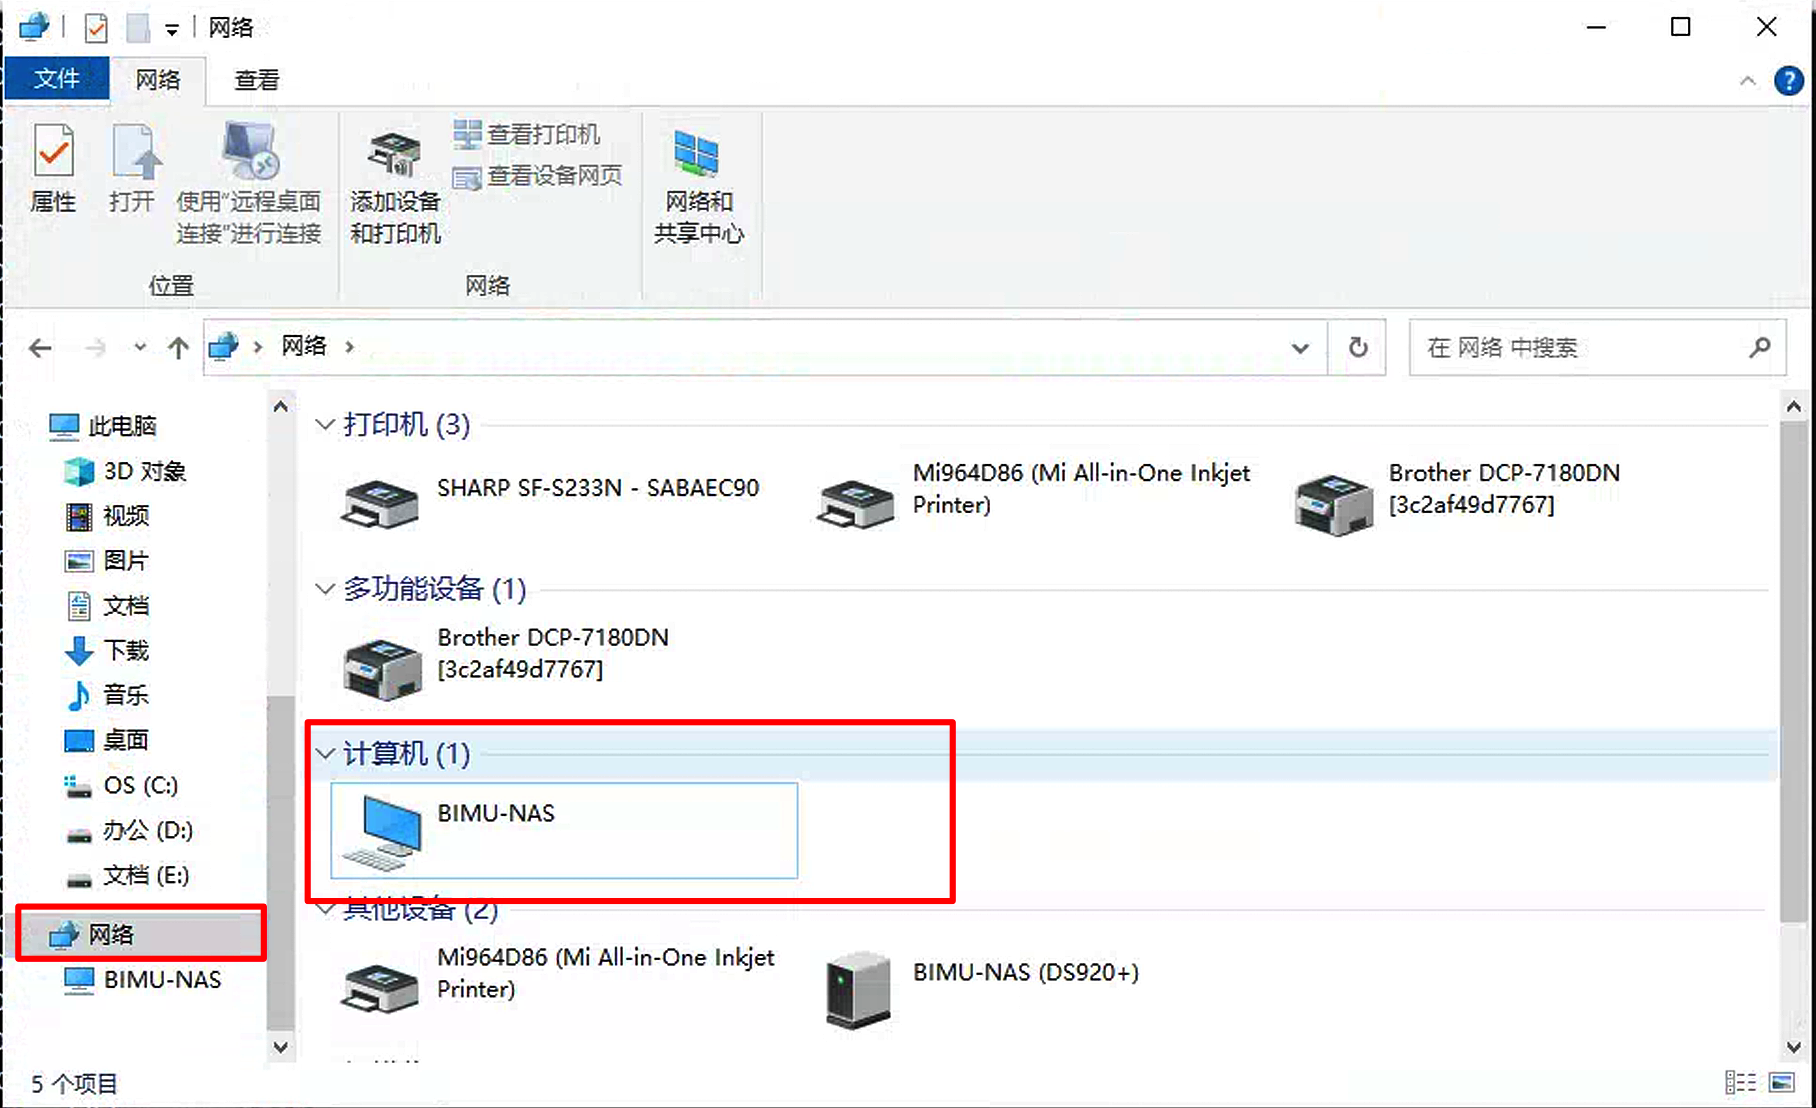 网络
文件
网络
查看
属性
打开
使用“远程桌面
连接”进行连接
添加设备
和打印机
查看打印机
查看设备网页
网络和
共享中心
位置
网络
网络
在 网络 中搜索
此电脑
3D 对象
视频
图片
文档
下载
音乐
桌面
OS (C:)
办公 (D:)
文档 (E:)
网络
BIMU-NAS
打印机 (3)
SHARP SF-S233N - SABAEC90
Mi964D86 (Mi All-in-One Inkjet
Printer)
Brother DCP-7180DN
[3c2af49d7767]
多功能设备 (1)
Brother DCP-7180DN
[3c2af49d7767]
计算机 (1)
BIMU-NAS
其他设备 (2)
Mi964D86 (Mi All-in-One Inkjet
Printer)
BIMU-NAS (DS920+)
5 个项目